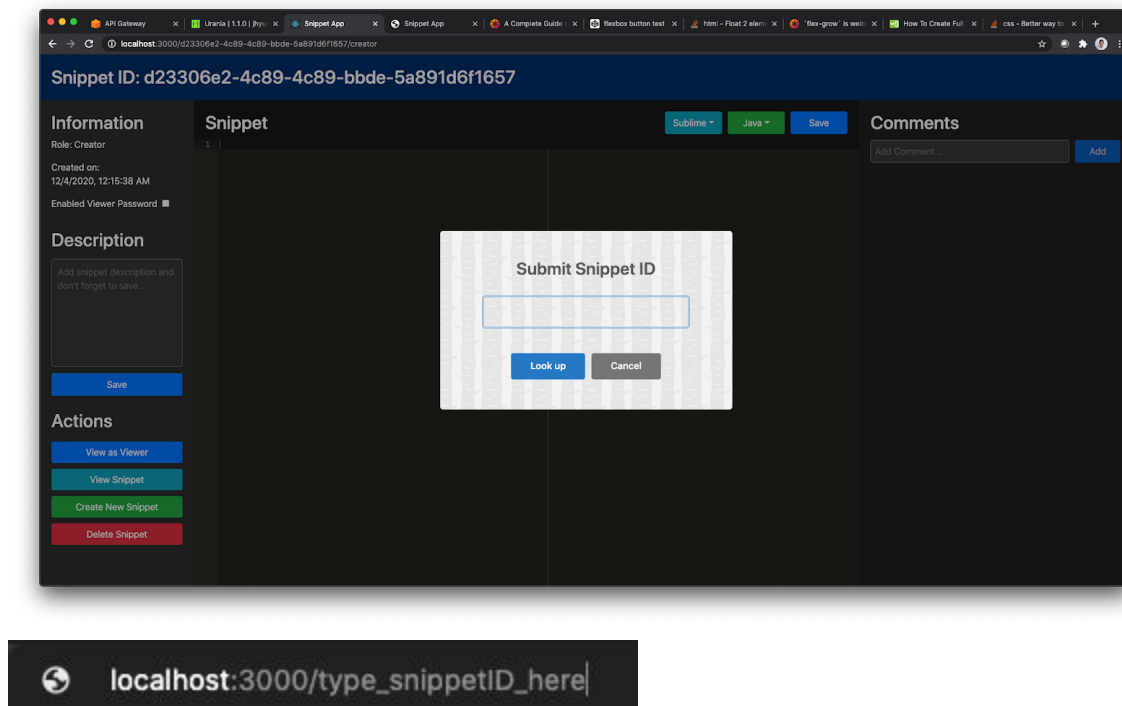 API Gateway
Urania | 1.1.0 | jhyu
Snippet App
Snippet App
A Complete Guide
flexbox button test
html - Float 2 elem
`flex-grow` is weir
How To Create Full
css - Better way to
localhost:3000/d23306e2-4c89-4c89-bbde-5a891d6f1657/creator
Snippet ID: d23306e2-4c89-4c89-bbde-5a891d6f1657
Information
Role: Creator
Created on:
12/4/2020, 12:15:38 AM
Enabled Viewer Password
Description
Add snippet description and
don't forget to save...
Save
Actions
View as Viewer
View Snippet
Create New Snippet
Delete Snippet
Snippet
Sublime
Java
Save
1
Submit Snippet ID
Look up
Cancel
Comments
Add Comment...
Add
localhost:3000/type_snippetID_here